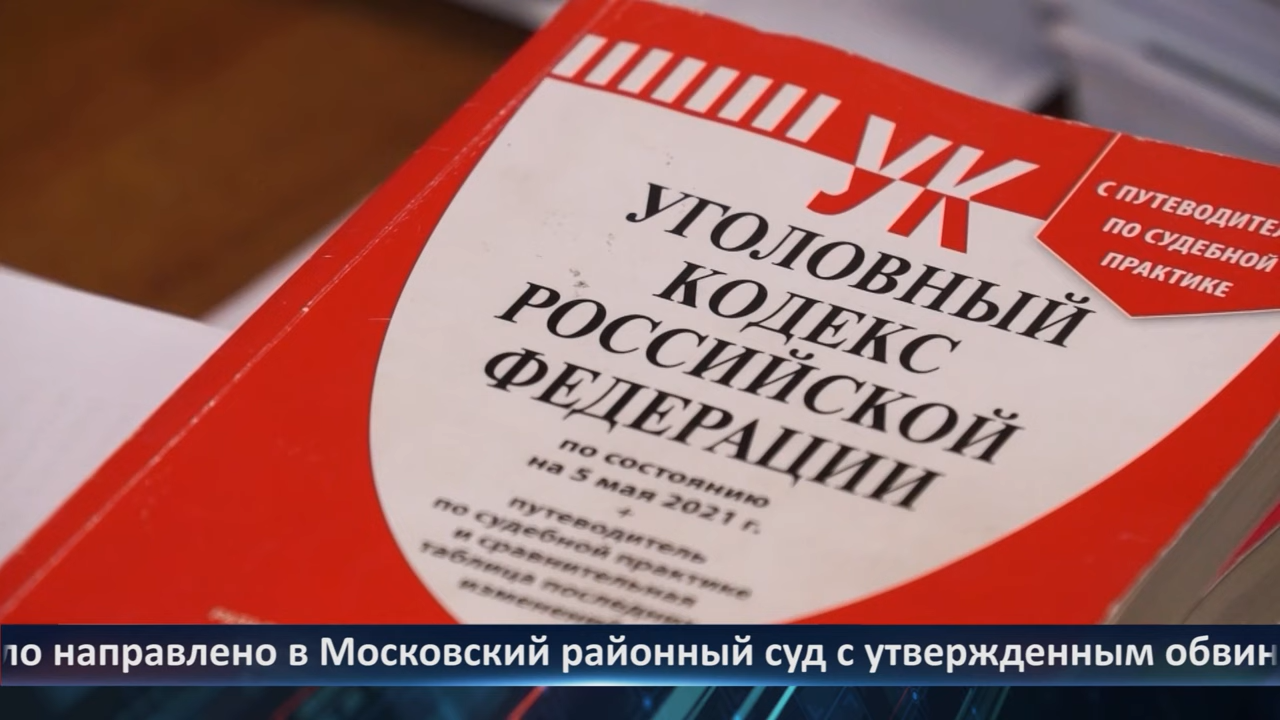 УК
УГОЛОВНЫЙ
КОДЕКС
РОССИЙСКОЙ
ФЕДЕРАЦИИ
по состоянию
на 5 мая 2021 г.
+
путеводитель
по судебной практике
и сравнительная
таблица
С ПУТЕВОДИТЕЛ
ПО СУДЕБНОЙ
ПРАКТИКЕ
ло направлено в Московский районный суд с утвержденным обвин